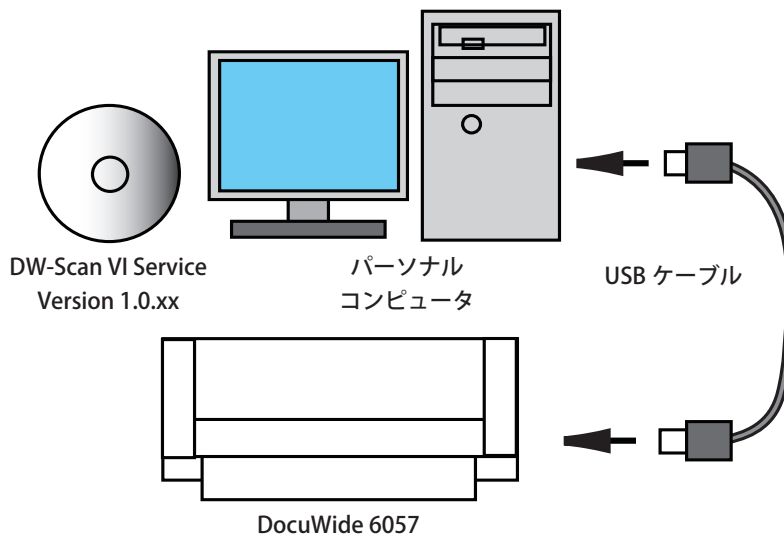 DW-Scan VI Service
Version 1.0.xx
パーソナル
コンピュータ
USB ケーブル
DocuWide 6057